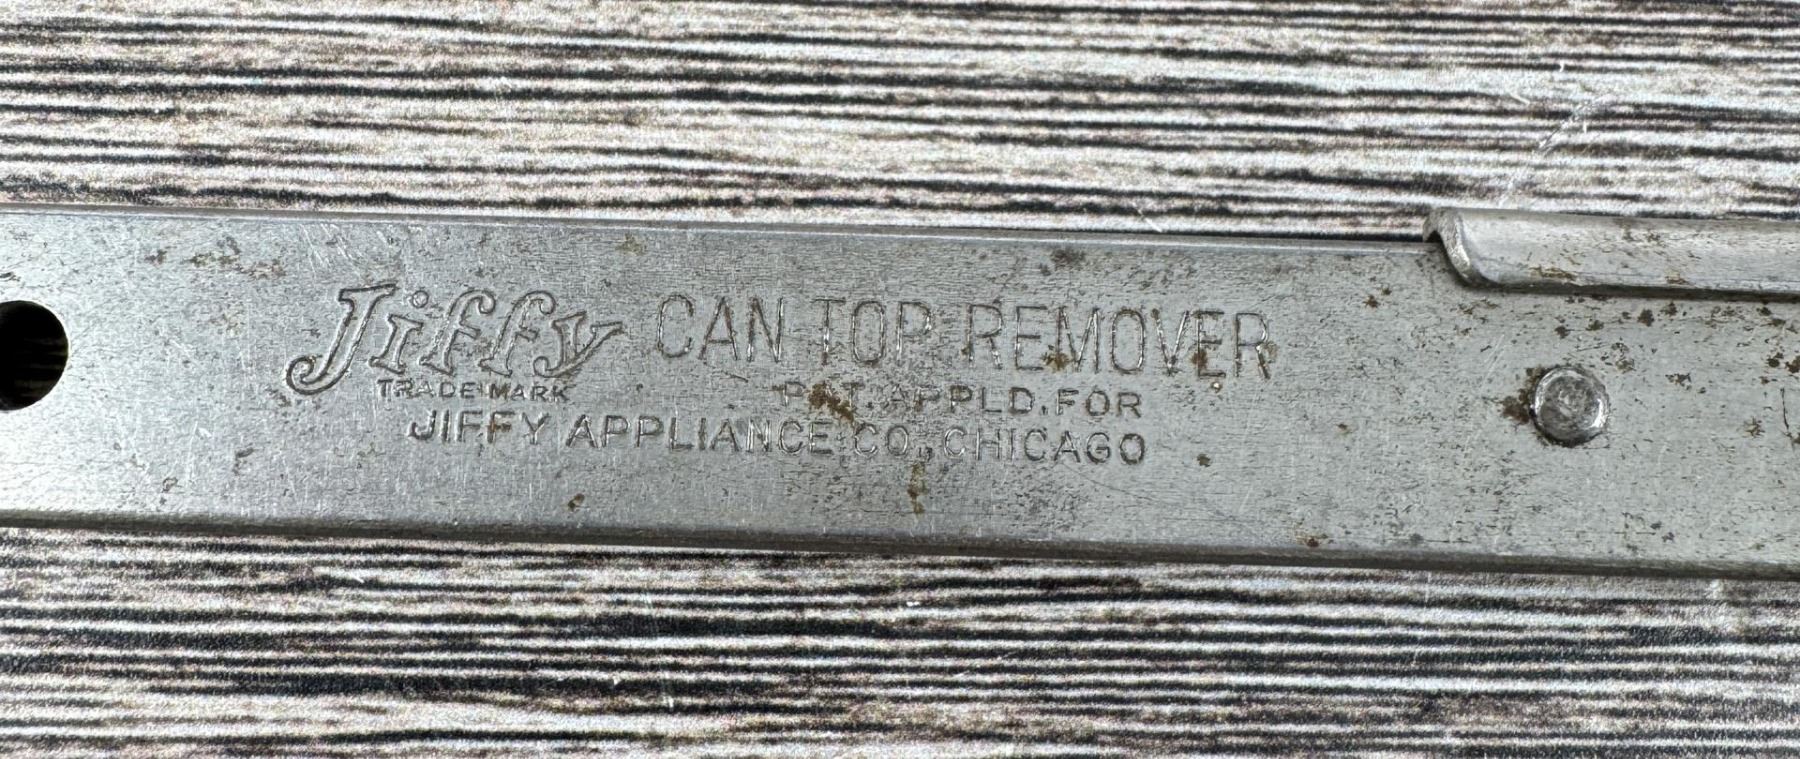 Jiffy CAN TOP REMOVER
TRADE MARK PAT. APPLD. FOR
JIFFY APPLIANCE CO., CHICAGO